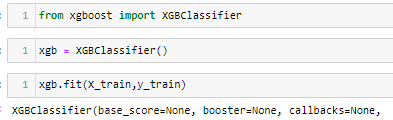 1 from xgboost import XGBClassifier
1 xgb = XGBClassifier()
1 xgb.fit(X_train,y_train)
XGBClassifier(base_score=None, booster=None, callbacks=None,